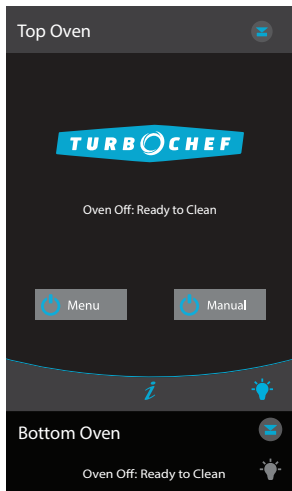 Top Oven
TURBOCHEF
Oven Off: Ready to Clean
Menu
Manual
i
Bottom Oven
Oven Off: Ready to Clean